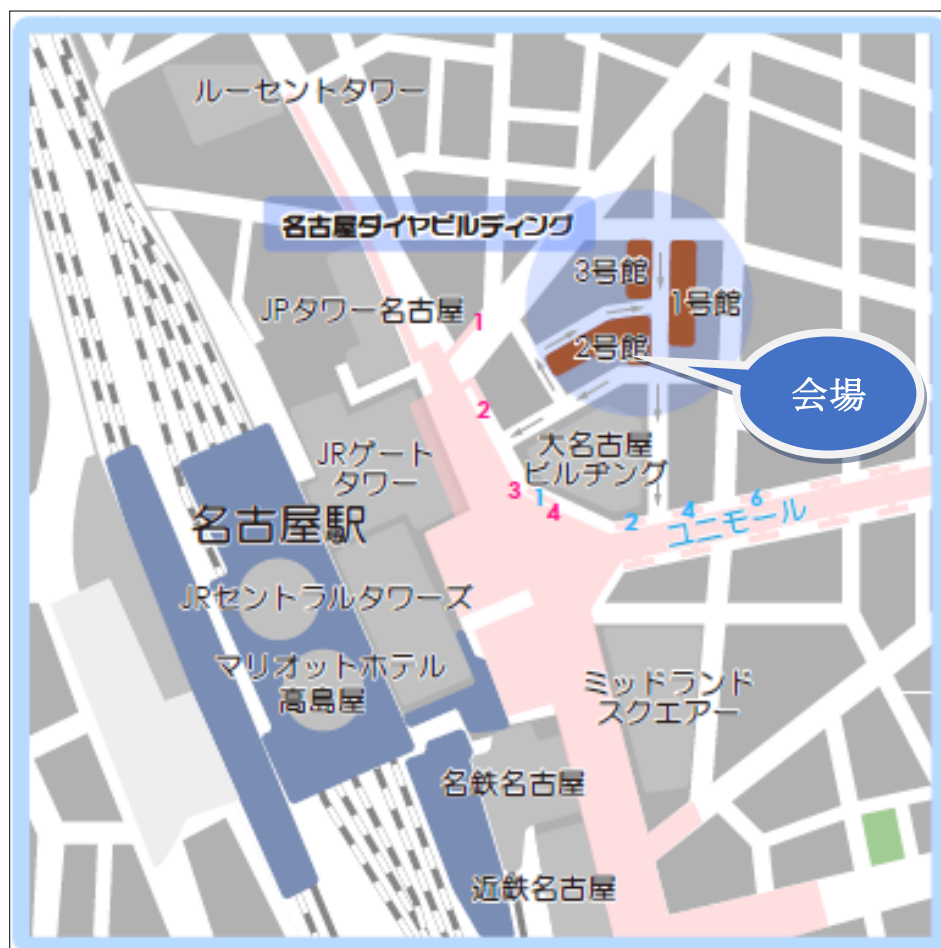 ルーセントタワー
名古屋ダイヤビルディング
3号館
1号館
JPタワー名古屋
1
2号館
会場
2
大名古屋
ビルヂング
JRゲート
タワー
3
1
4
2
4
6
ユニモール
名古屋駅
JRセントラルタワーズ
マリオットホテル
高島屋
ミッドランド
スクエアー
名鉄名古屋
近鉄名古屋